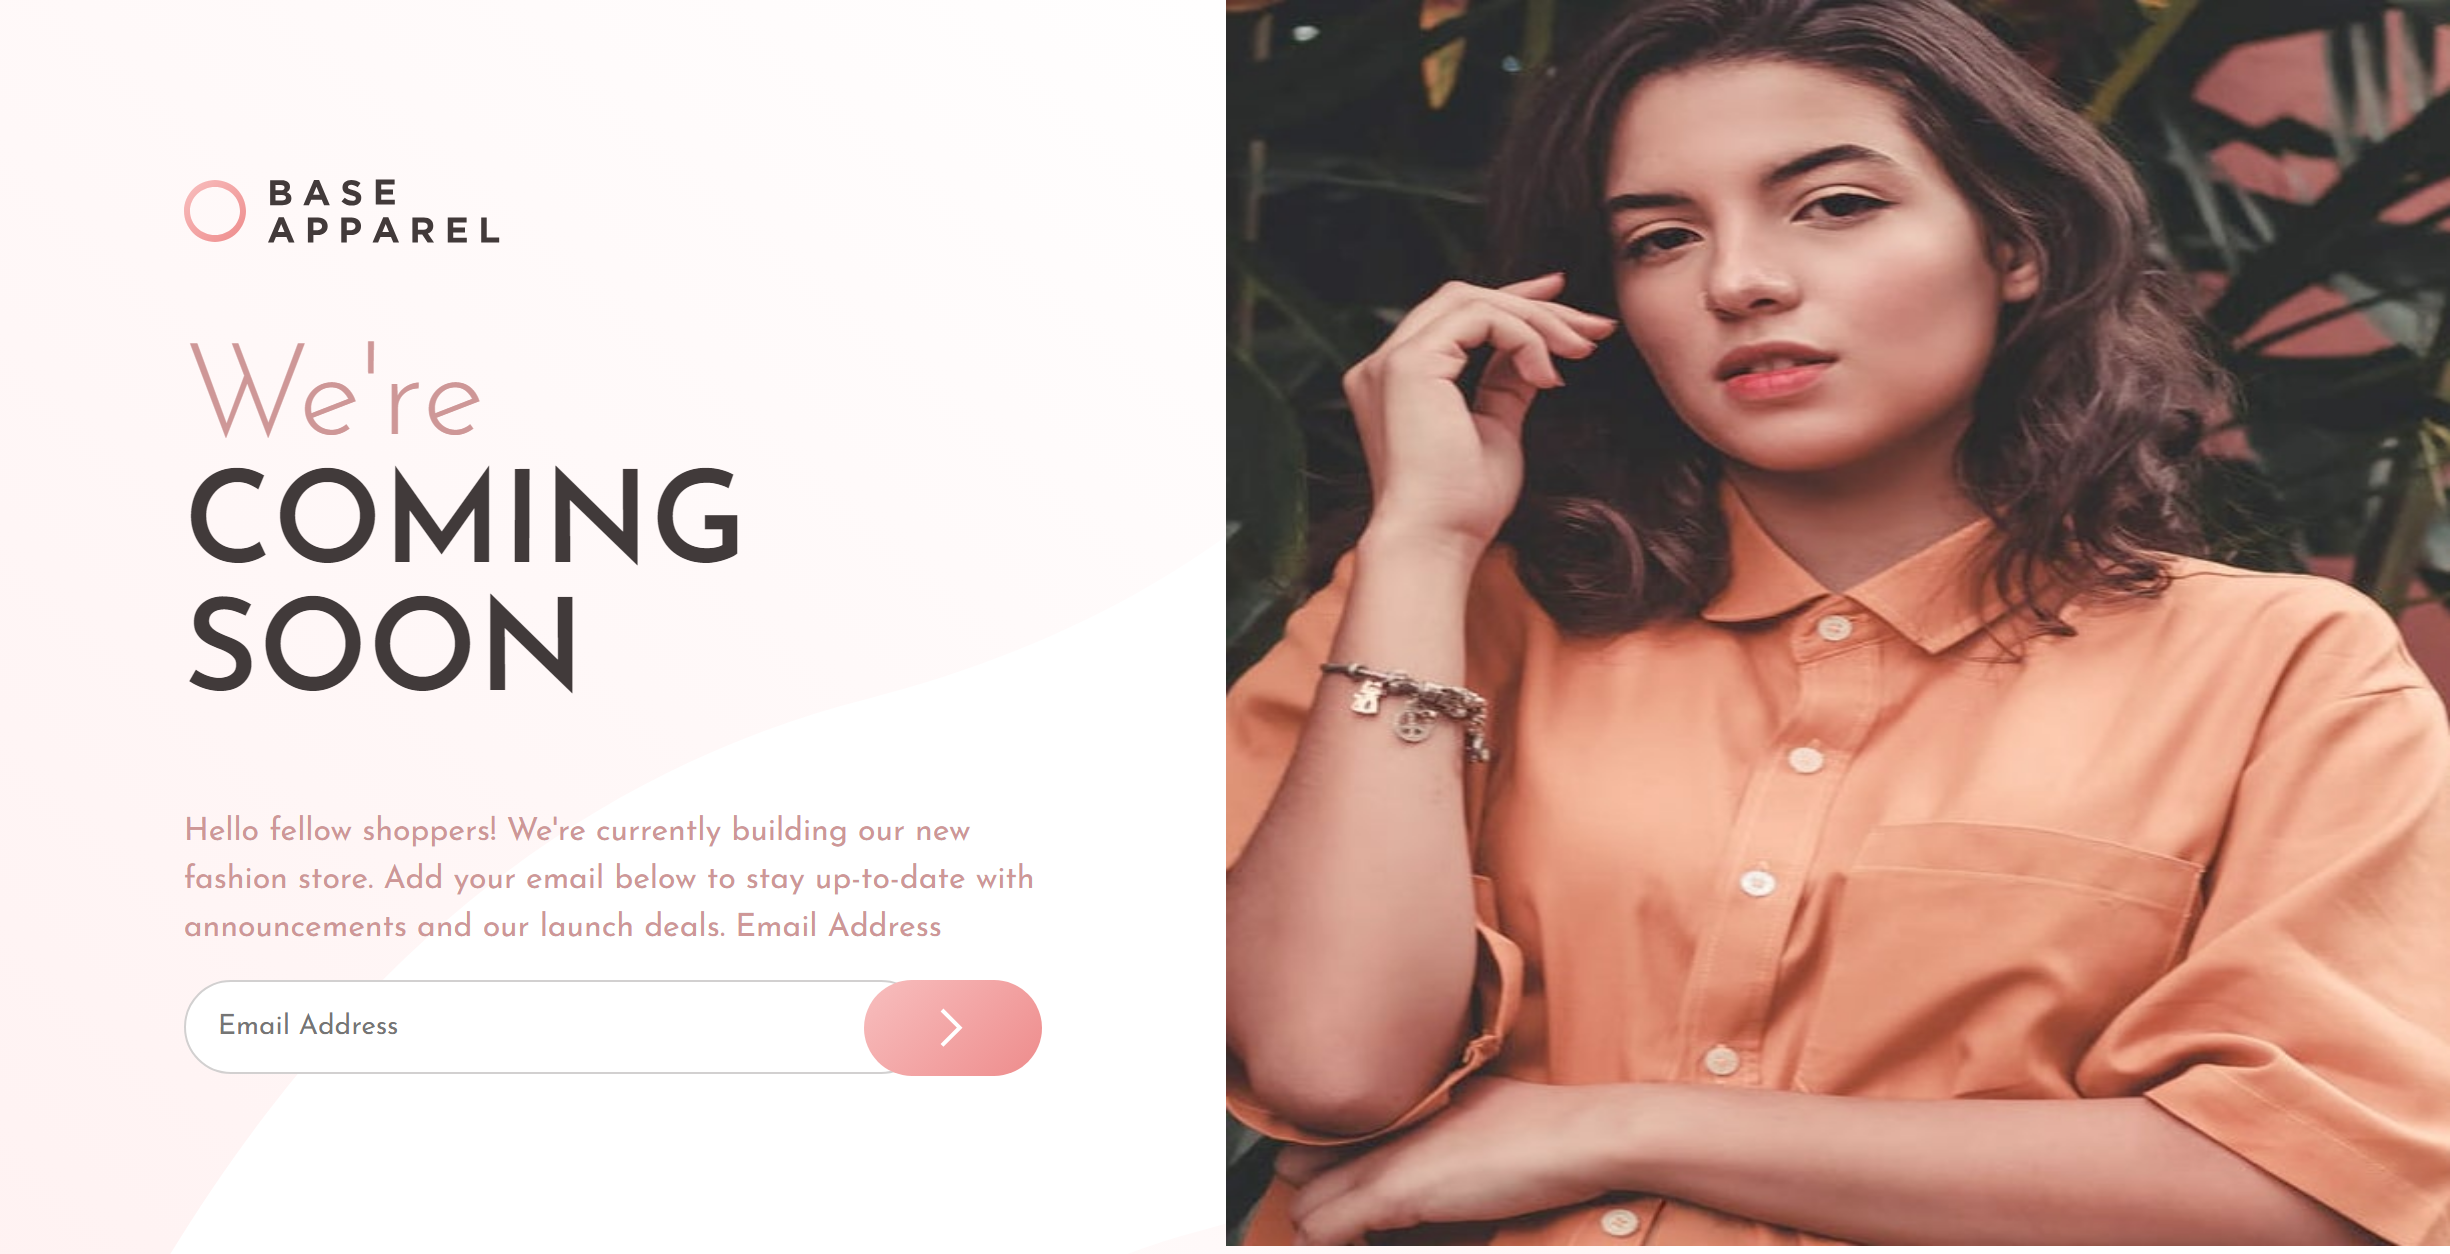 BASE
APPAREL
We're
COMING
SOON
Hello fellow shoppers! We're currently building our new
fashion store. Add your email below to stay up-to-date with
announcements and our launch deals. Email Address
Email Address